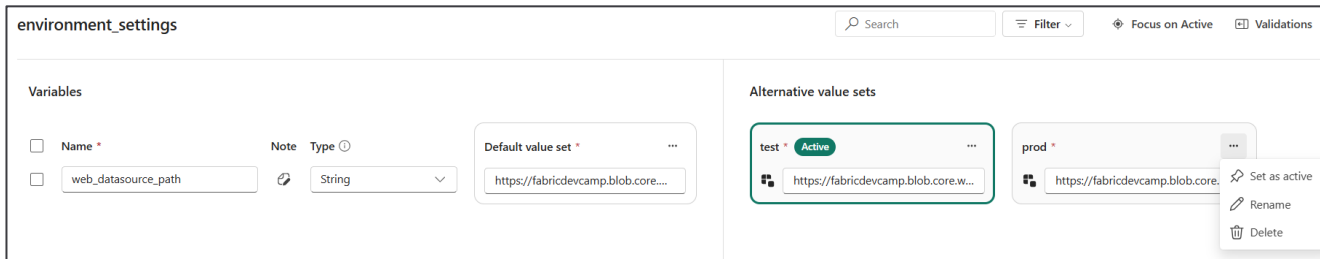 environment_settings
Search
Filter
Focus on Active
Validations
Variables
Alternative value sets
Name *
Note
Type
Default value set *
...
test * Active
...
prod *
...
web_datasource_path
String
https://fabricdevcamp.blob.core....
https://fabricdevcamp.blob.core.w...
https://fabricdevcamp.blob.core.
Set as active
Rename
Delete